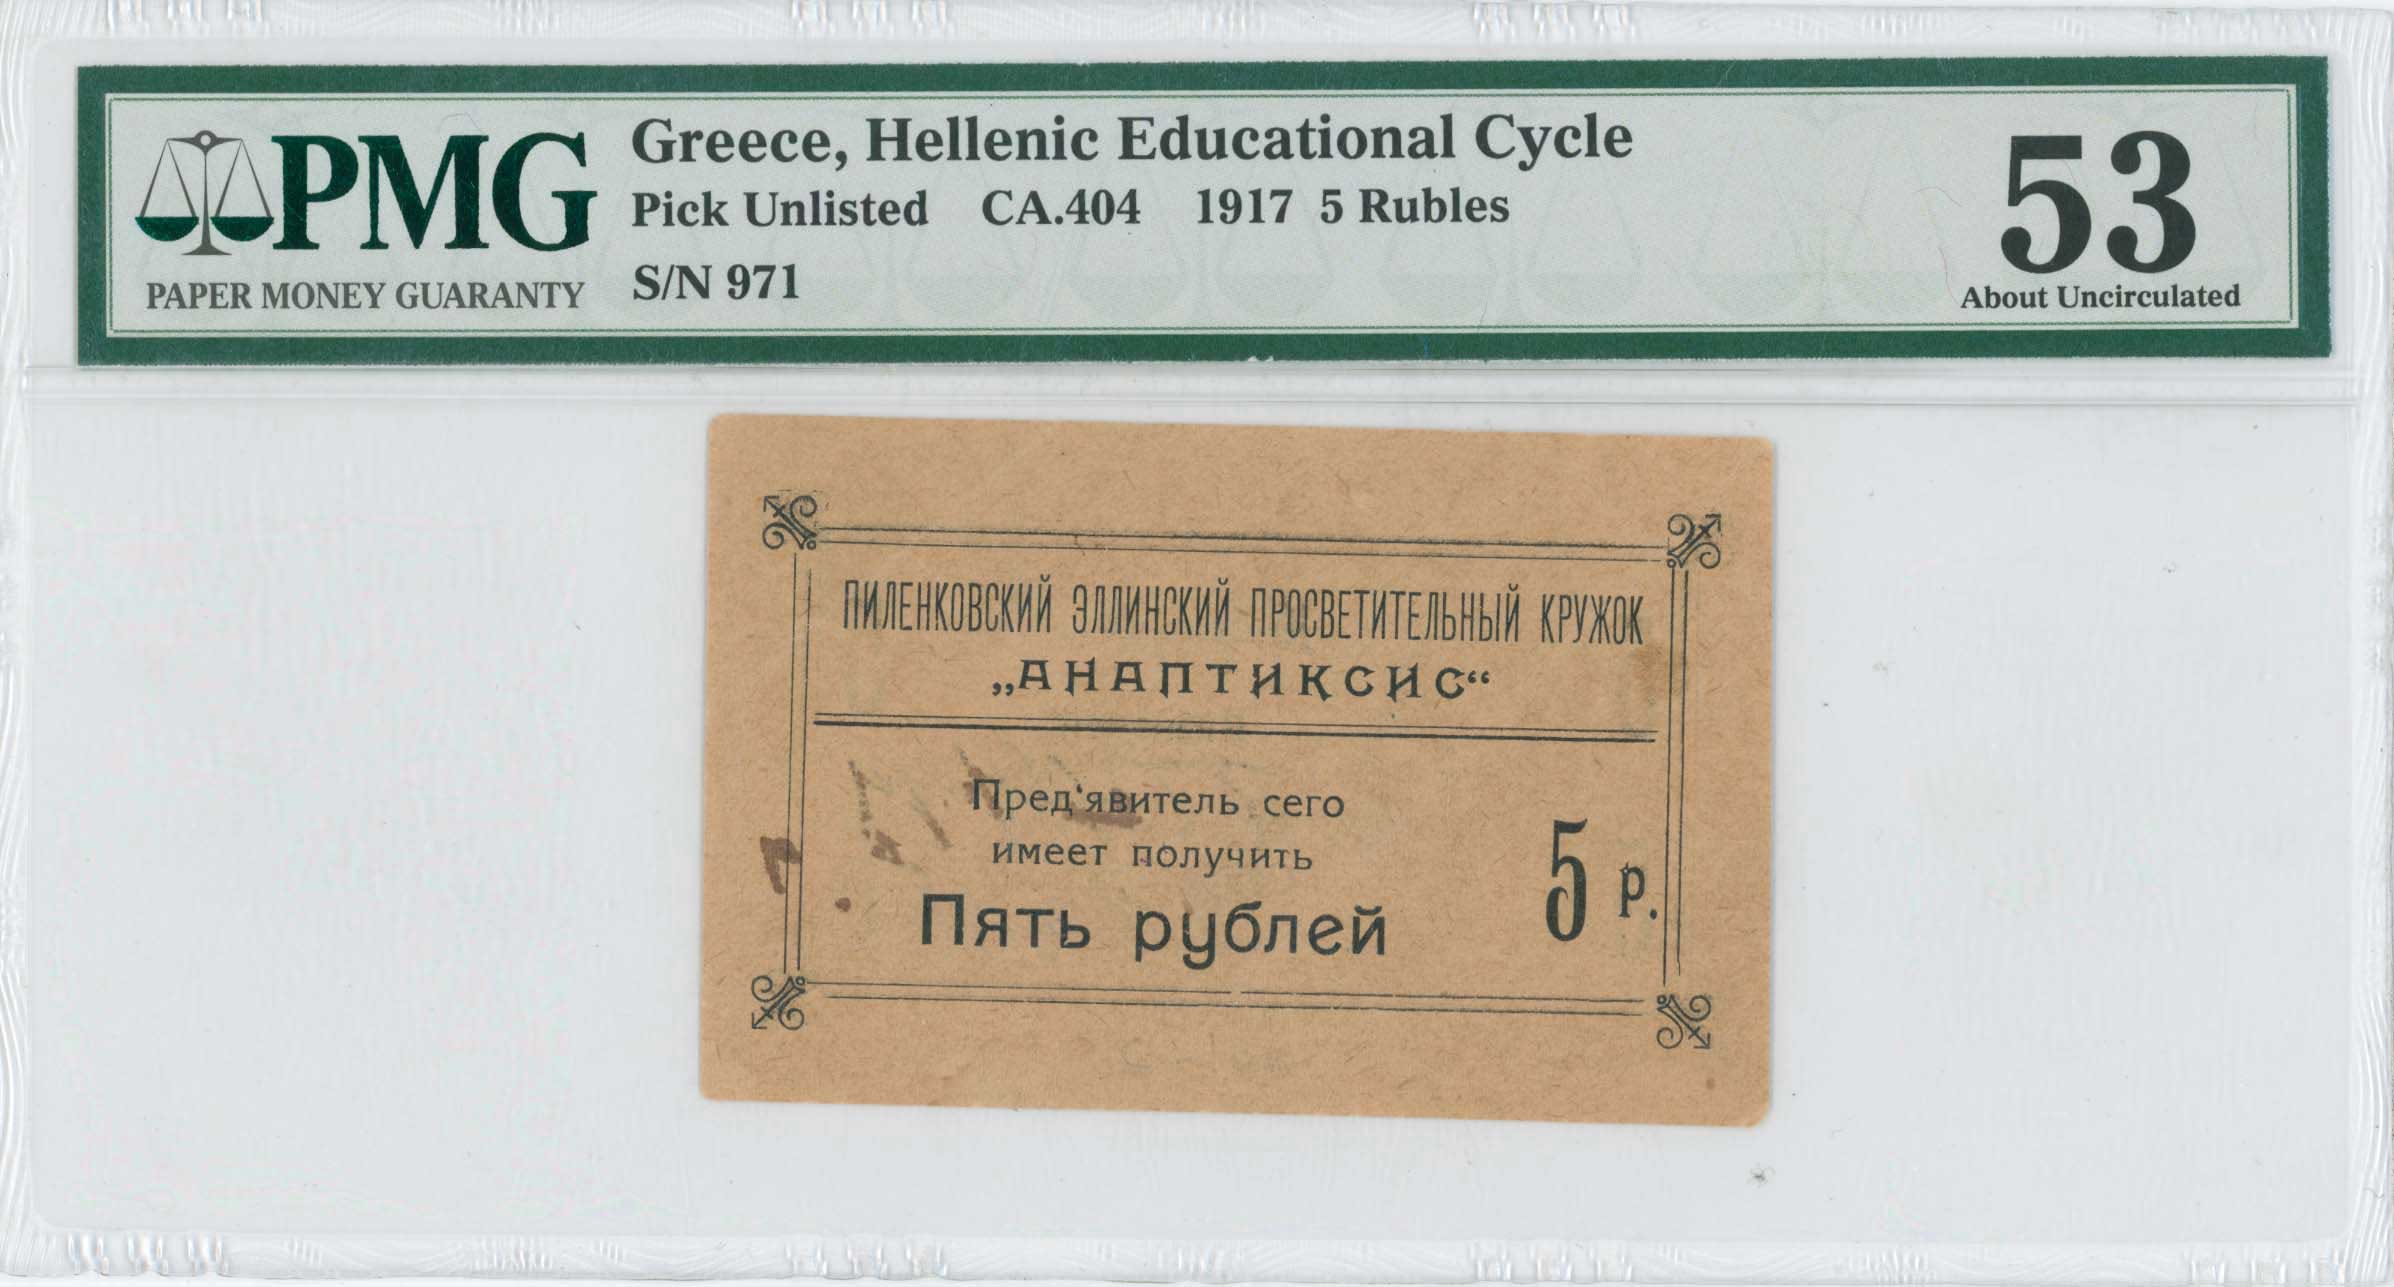 PMG
PAPER MONEY GUARANTY
Greece, Hellenic Educational Cycle
Pick Unlisted CA.404 1917 5 Rubles
S/N 971
53
About Uncirculated
ПИЛЕНКОВСКИЙ ЭЛЛИНСКИЙ ПРОСВЕТИТЕЛЬНЫЙ КРУЖОК
„АНАПТИКСИС“
Пред'явитель сего
имеет получить
Пять рублей
5 р.